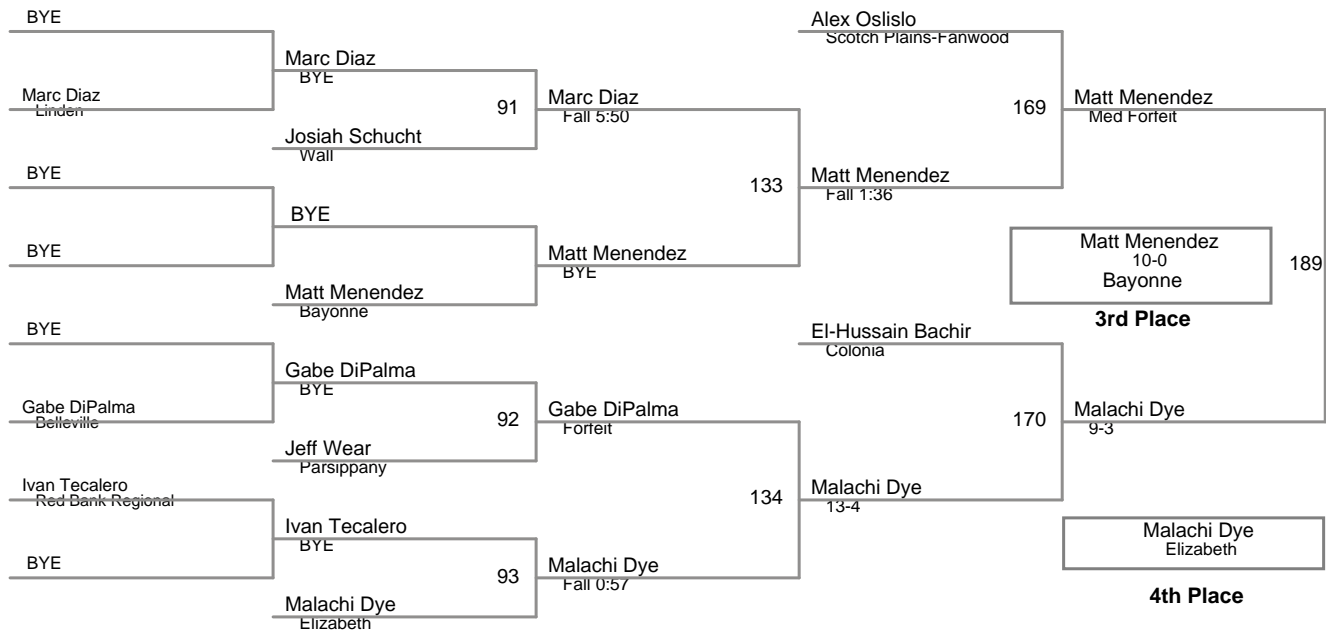 BYE
Marc Diaz
Linden
BYE
BYE
BYE
Gabe DiPalma
Belleville
Ivan Tecalero
Red Bank Regional
BYE
Marc Diaz
BYE
91
Josiah Schucht
Wall
BYE
Matt Menendez
Bayonne
Gabe DiPalma
BYE
92
Jeff Wear
Parsippany
Ivan Tecalero
BYE
93
Malachi Dye
Elizabeth
Marc Diaz
Fall 5:50
133
Matt Menendez
BYE
Gabe DiPalma
Forfeit
134
Malachi Dye
Fall 0:57
Alex Oslislo
Scotch Plains-Fanwood
169
Matt Menendez
Fall 1:36
El-Hussain Bachir
Colonia
170
Malachi Dye
13-4
Matt Menendez
Med Forfeit
189
Malachi Dye
9-3
Matt Menendez
10-0
Bayonne
3rd Place
Malachi Dye
Elizabeth
4th Place